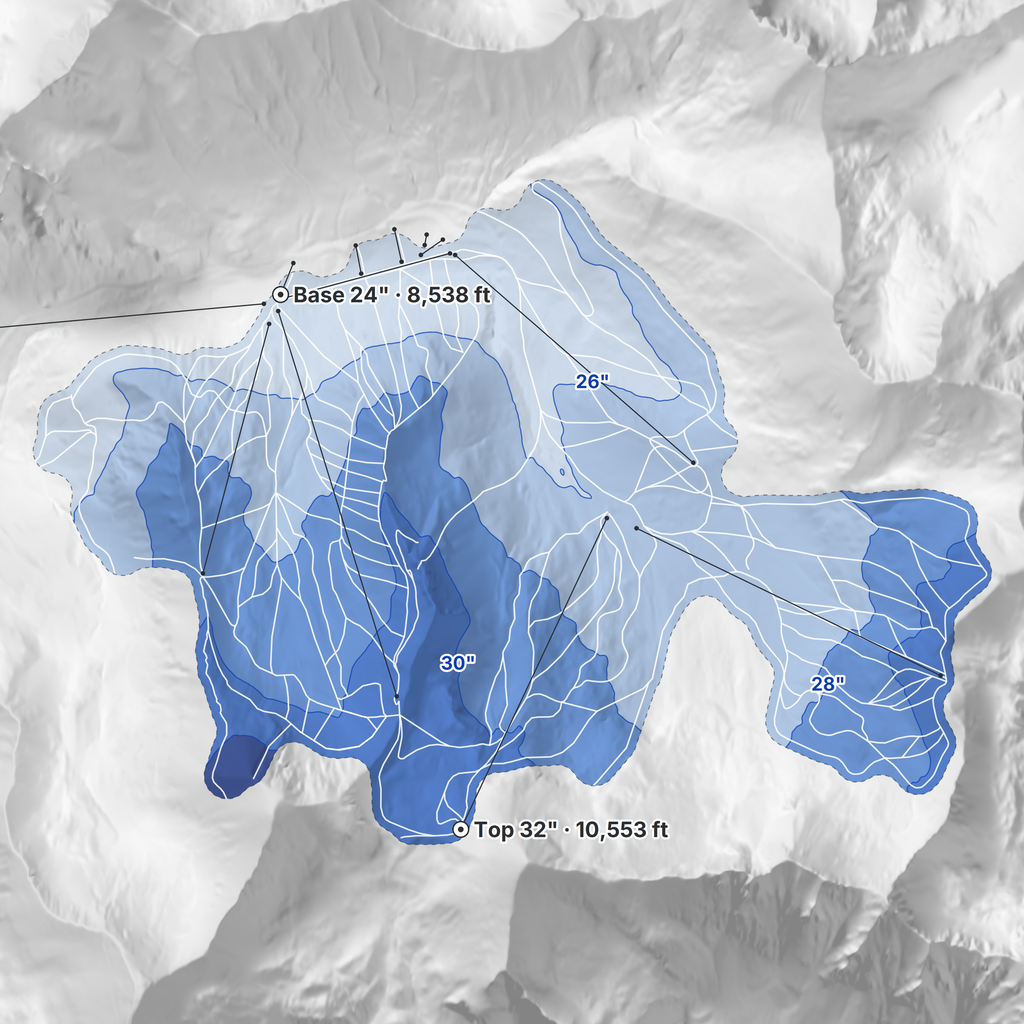 Base 24" · 8,538 ft
26"
30"
28"
Top 32" · 10,553 ft